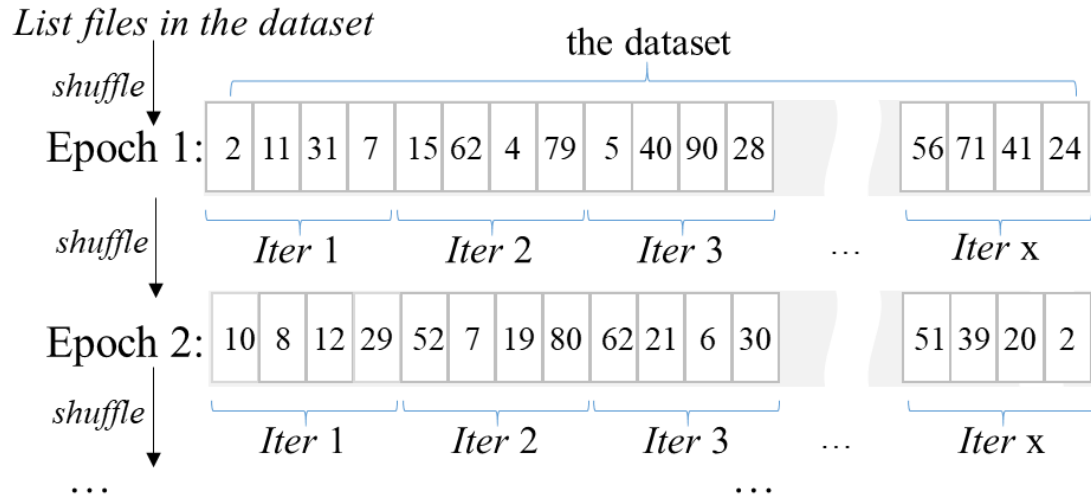 List files in the dataset
the dataset
shuffle
Epoch 1: 2 11 31 7 15 62 4 79 5 40 90 28 56 71 41 24
shuffle
Iter 1 Iter 2 Iter 3 … Iter x
Epoch 2: 10 8 12 29 52 7 19 80 62 21 6 30 51 39 20 2
shuffle
Iter 1 Iter 2 Iter 3 … Iter x
… …